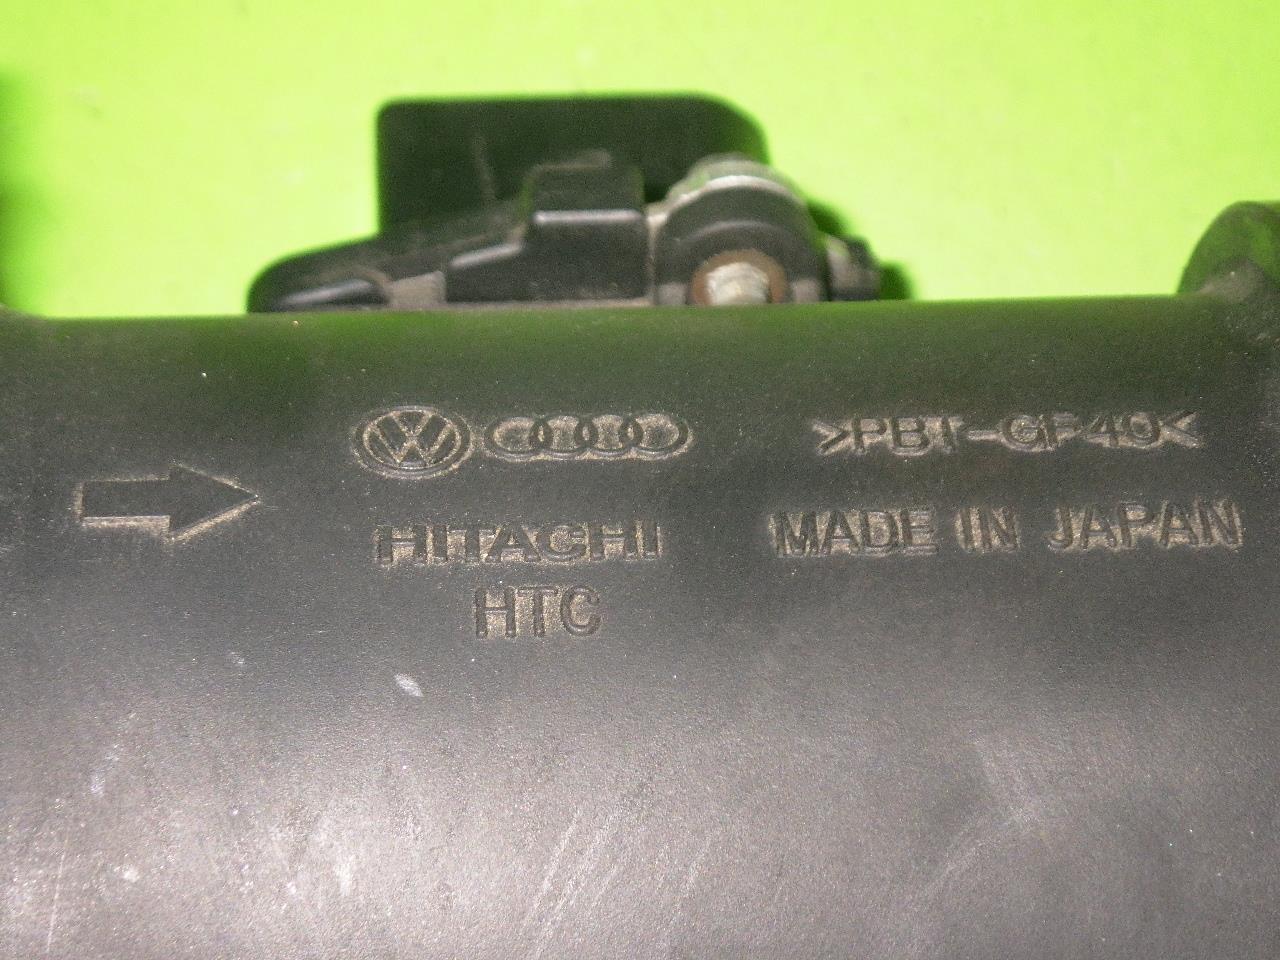 >PBT-GF40<
HITACHI
MADE IN JAPAN
HTC